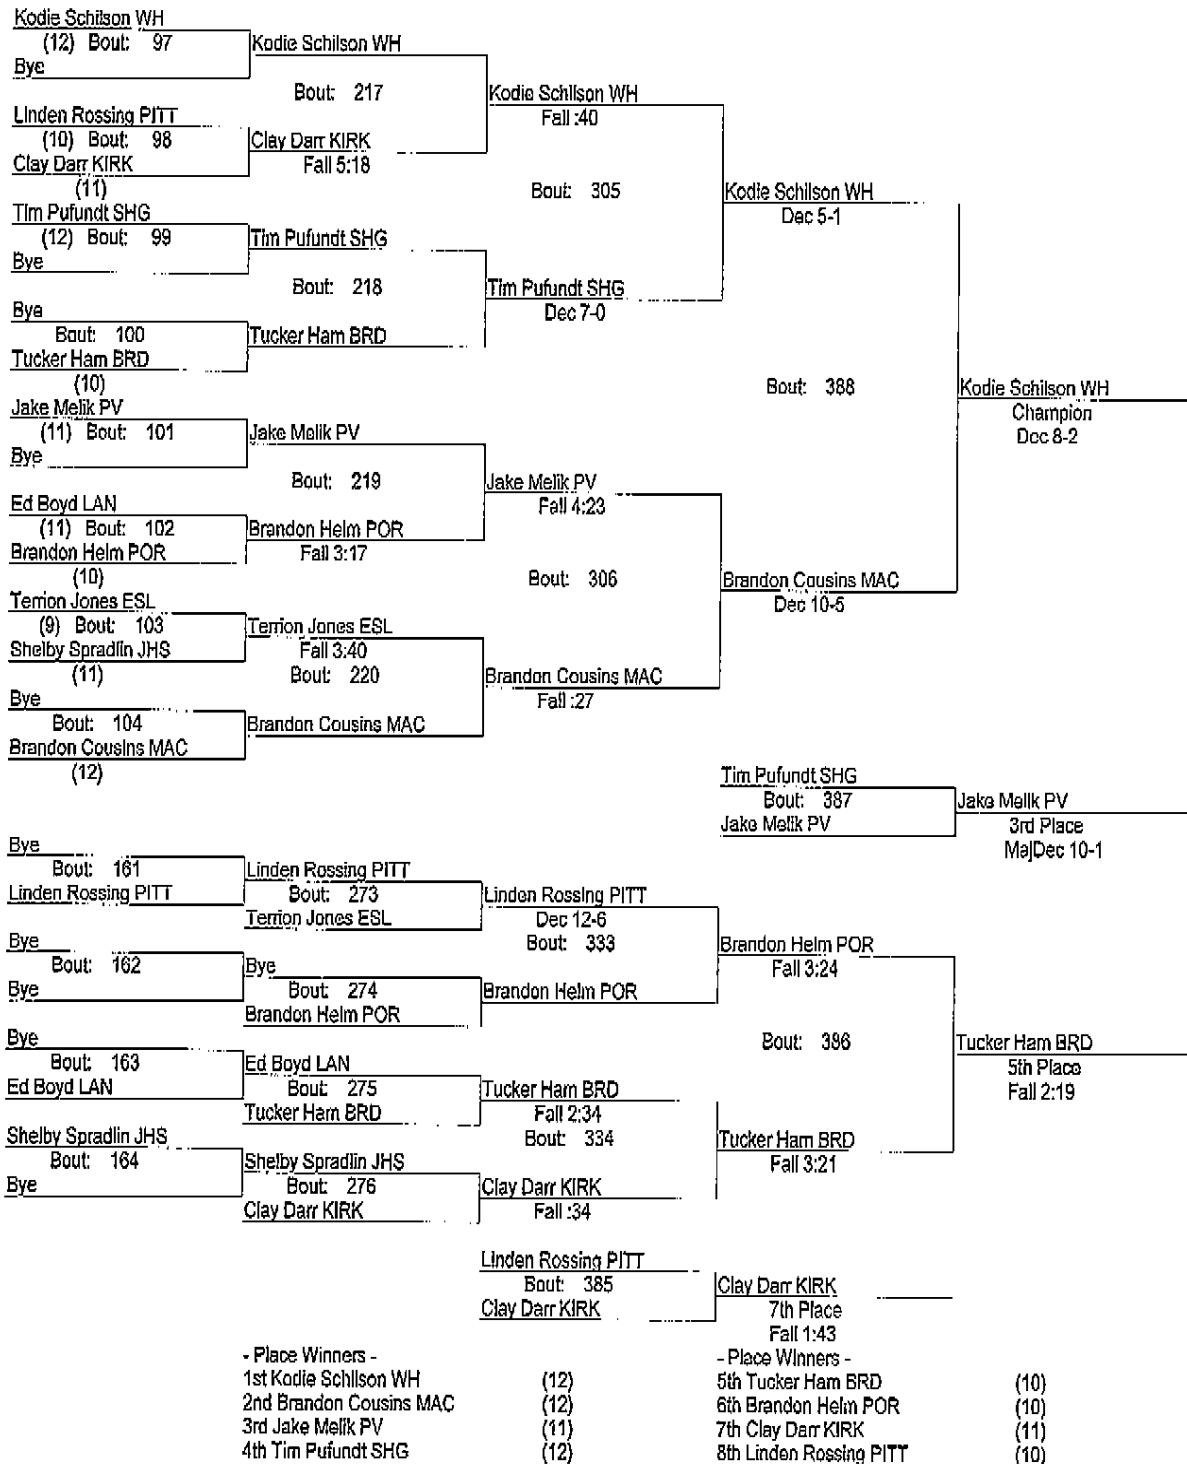 Kodie Schilson WH
(12) Bout: 97
Bye
Kodie Schilson WH
Bout: 217
Linden Rossing PITT
(10) Bout: 98
Clay Darr KIRK
(11)
Clay Darr KIRK
Fall 5:18
Kodie Schilson WH
Fall :40
Bout: 305
Tim Pufundt SHG
(12) Bout: 99
Bye
Tim Pufundt SHG
Bout: 218
Bye
Bout: 100
Tucker Ham BRD
(10)
Tucker Ham BRD
Tim Pufundt SHG
Dec 7-0
Kodie Schilson WH
Dec 5-1
Bout: 388
Kodie Schilson WH
Champion
Dec 8-2
Jake Melik PV
(11) Bout: 101
Bye
Jake Melik PV
Bout: 219
Ed Boyd LAN
(11) Bout: 102
Brandon Helm POR
(10)
Brandon Helm POR
Fall 3:17
Jake Melik PV
Fall 4:23
Bout: 306
Terrion Jones ESL
(9) Bout: 103
Shelby Spradlin JHS
(11)
Terrion Jones ESL
Fall 3:40
Bout: 220
Bye
Bout: 104
Brandon Cousins MAC
(12)
Brandon Cousins MAC
Brandon Cousins MAC
Fall :27
Brandon Cousins MAC
Dec 10-5
Tim Pufundt SHG
Bout: 387
Jake Melik PV
Jake Melik PV
3rd Place
MajDec 10-1
Bye
Bout: 161
Linden Rossing PITT
Linden Rossing PITT
Bout: 273
Terrion Jones ESL
Linden Rossing PITT
Dec 12-6
Bout: 333
Bye
Bout: 162
Bye
Bye
Bout: 274
Brandon Helm POR
Brandon Helm POR
Brandon Helm POR
Fall 3:24
Bout: 386
Bye
Bout: 163
Ed Boyd LAN
Ed Boyd LAN
Bout: 275
Tucker Ham BRD
Tucker Ham BRD
Fall 2:34
Bout: 334
Shelby Spradlin JHS
Bout: 164
Bye
Shelby Spradlin JHS
Bout: 276
Clay Darr KIRK
Clay Darr KIRK
Fall :34
Tucker Ham BRD
Fall 3:21
Tucker Ham BRD
5th Place
Fall 2:19
Linden Rossing PITT
Bout: 385
Clay Darr KIRK
Clay Darr KIRK
7th Place
Fall 1:43
- Place Winners -
1st Kodie Schilson WH (12)
2nd Brandon Cousins MAC (12)
3rd Jake Melik PV (11)
4th Tim Pufundt SHG (12)
- Place Winners -
5th Tucker Ham BRD (10)
6th Brandon Helm POR (10)
7th Clay Darr KIRK (11)
8th Linden Rossing PITT (10)